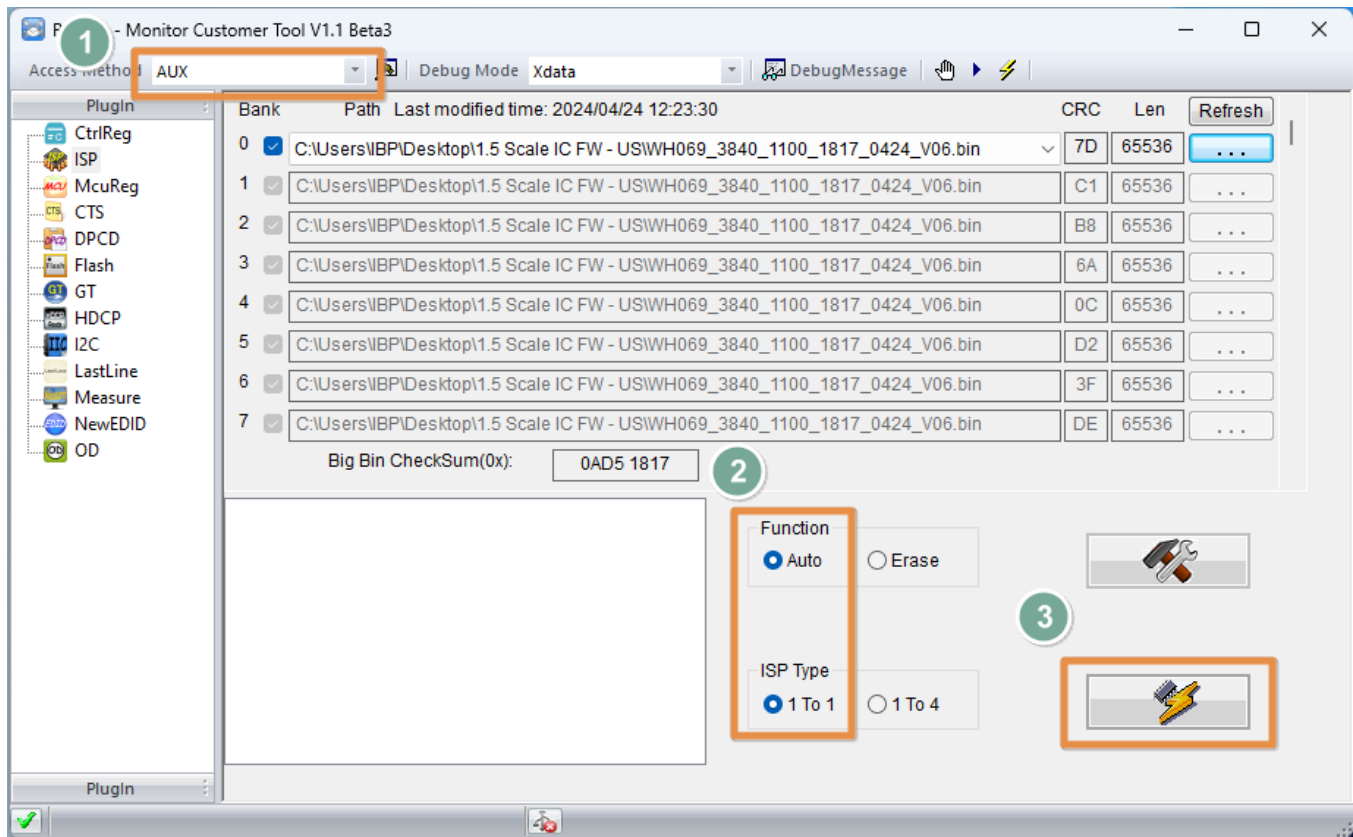 1
- Monitor Customer Tool V1.1 Beta3
Access Method AUX Debug Mode Xdata DebugMessage
PlugIn
CtrlReg
ISP
McuReg
CTS
DPCD
Flash
GT
HDCP
I2C
LastLine
Measure
NewEDID
OD
PlugIn
Bank Path Last modified time: 2024/04/24 12:23:30 CRC Len Refresh
0 C:\Users\IBP\Desktop\1.5 Scale IC FW - US\WH069_3840_1100_1817_0424_V06.bin 7D 65536 ...
1 C:\Users\IBP\Desktop\1.5 Scale IC FW - US\WH069_3840_1100_1817_0424_V06.bin C1 65536 ...
2 C:\Users\IBP\Desktop\1.5 Scale IC FW - US\WH069_3840_1100_1817_0424_V06.bin B8 65536 ...
3 C:\Users\IBP\Desktop\1.5 Scale IC FW - US\WH069_3840_1100_1817_0424_V06.bin 6A 65536 ...
4 C:\Users\IBP\Desktop\1.5 Scale IC FW - US\WH069_3840_1100_1817_0424_V06.bin 0C 65536 ...
5 C:\Users\IBP\Desktop\1.5 Scale IC FW - US\WH069_3840_1100_1817_0424_V06.bin D2 65536 ...
6 C:\Users\IBP\Desktop\1.5 Scale IC FW - US\WH069_3840_1100_1817_0424_V06.bin 3F 65536 ...
7 C:\Users\IBP\Desktop\1.5 Scale IC FW - US\WH069_3840_1100_1817_0424_V06.bin DE 65536 ...
Big Bin CheckSum(0x): 0AD5 1817
2
Function
Auto Erase
3
ISP Type
1 To 1 1 To 4